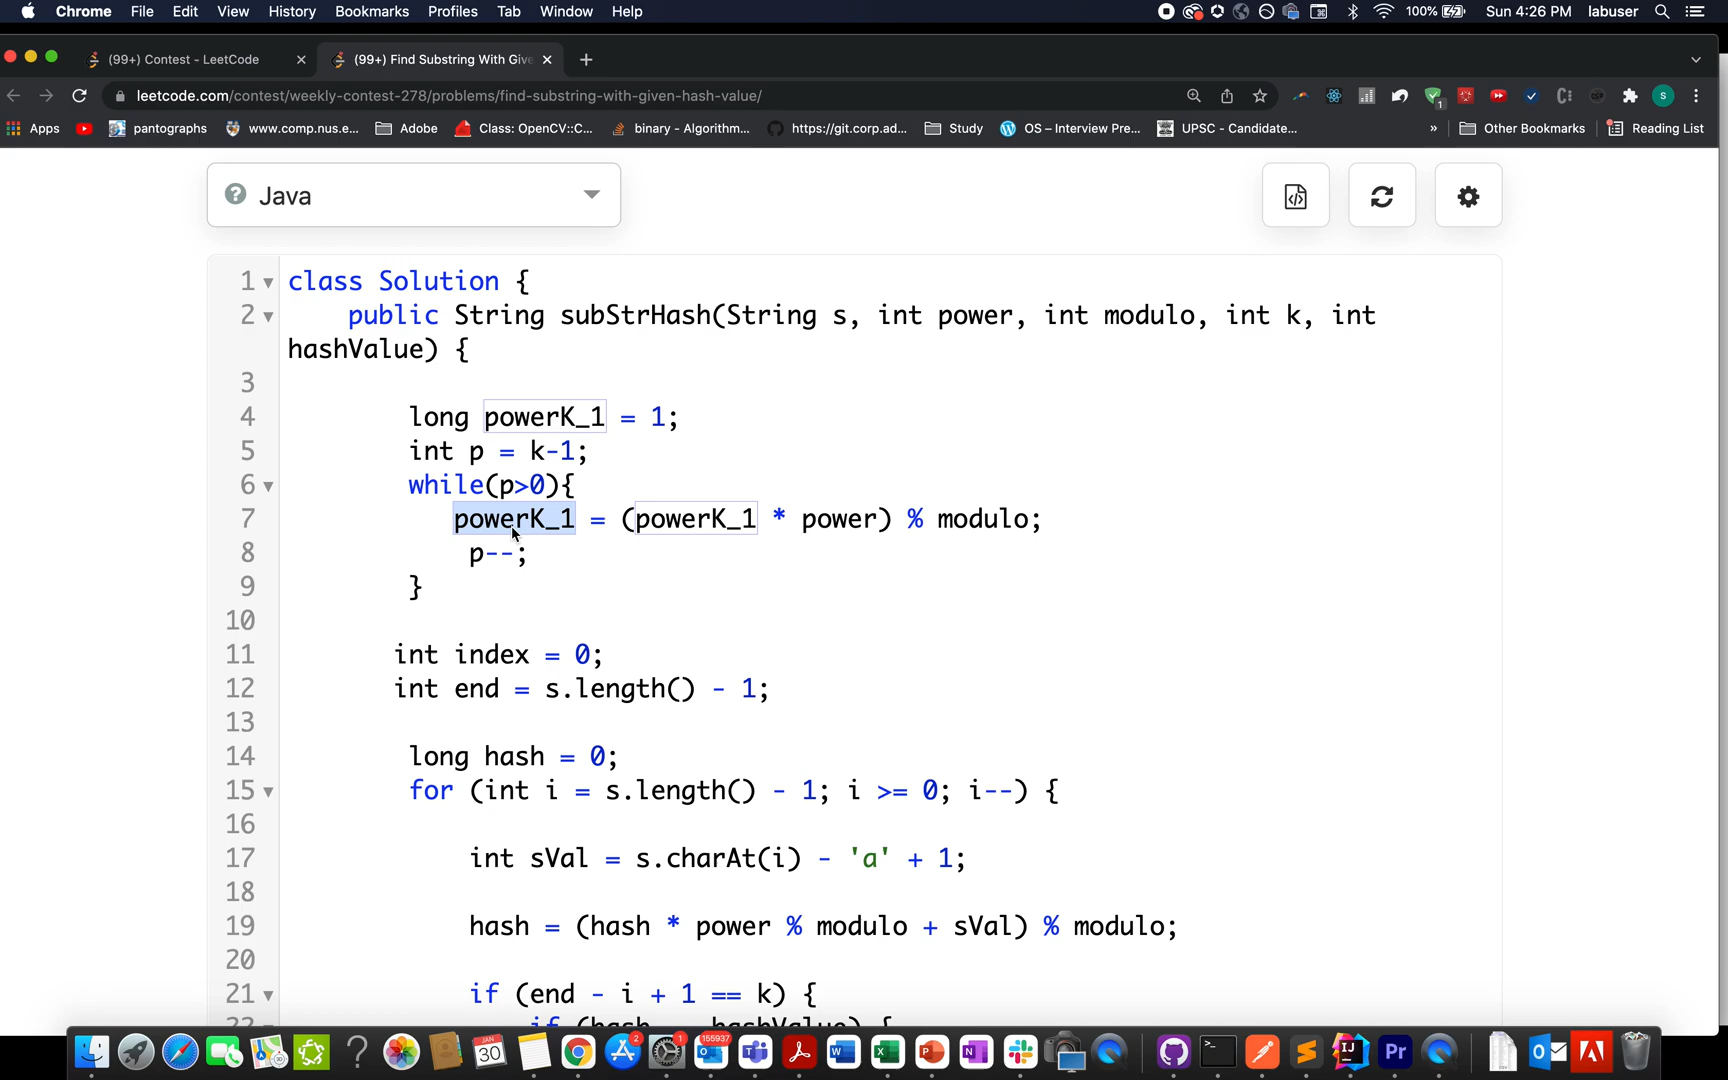 Chrome File Edit View History Bookmarks Profiles Tab Window Help 100% Sun 4:26 PM labuser
(99+) Contest - LeetCode (99+) Find Substring With Give
leetcode.com/contest/weekly-contest-278/problems/find-substring-with-given-hash-value/
Apps pantographs www.comp.nus.e... Adobe Class: OpenCV::C... binary - Algorithm... https://git.corp.ad... Study OS – Interview Pre... UPSC - Candidate... » Other Bookmarks Reading List
Java
1 class Solution {
2 public String subStrHash(String s, int power, int modulo, int k, int
hashValue) {
3
4 long powerK_1 = 1;
5 int p = k-1;
6 while(p>0){
7 powerK_1 = (powerK_1 * power) % modulo;
8 p--;
9 }
10
11 int index = 0;
12 int end = s.length() - 1;
13
14 long hash = 0;
15 for (int i = s.length() - 1; i >= 0; i--) {
16
17 int sVal = s.charAt(i) - 'a' + 1;
18
19 hash = (hash * power % modulo + sVal) % modulo;
20
21 if (end - i + 1 == k) {
JAN 30 2 1 155937 Pr IJ